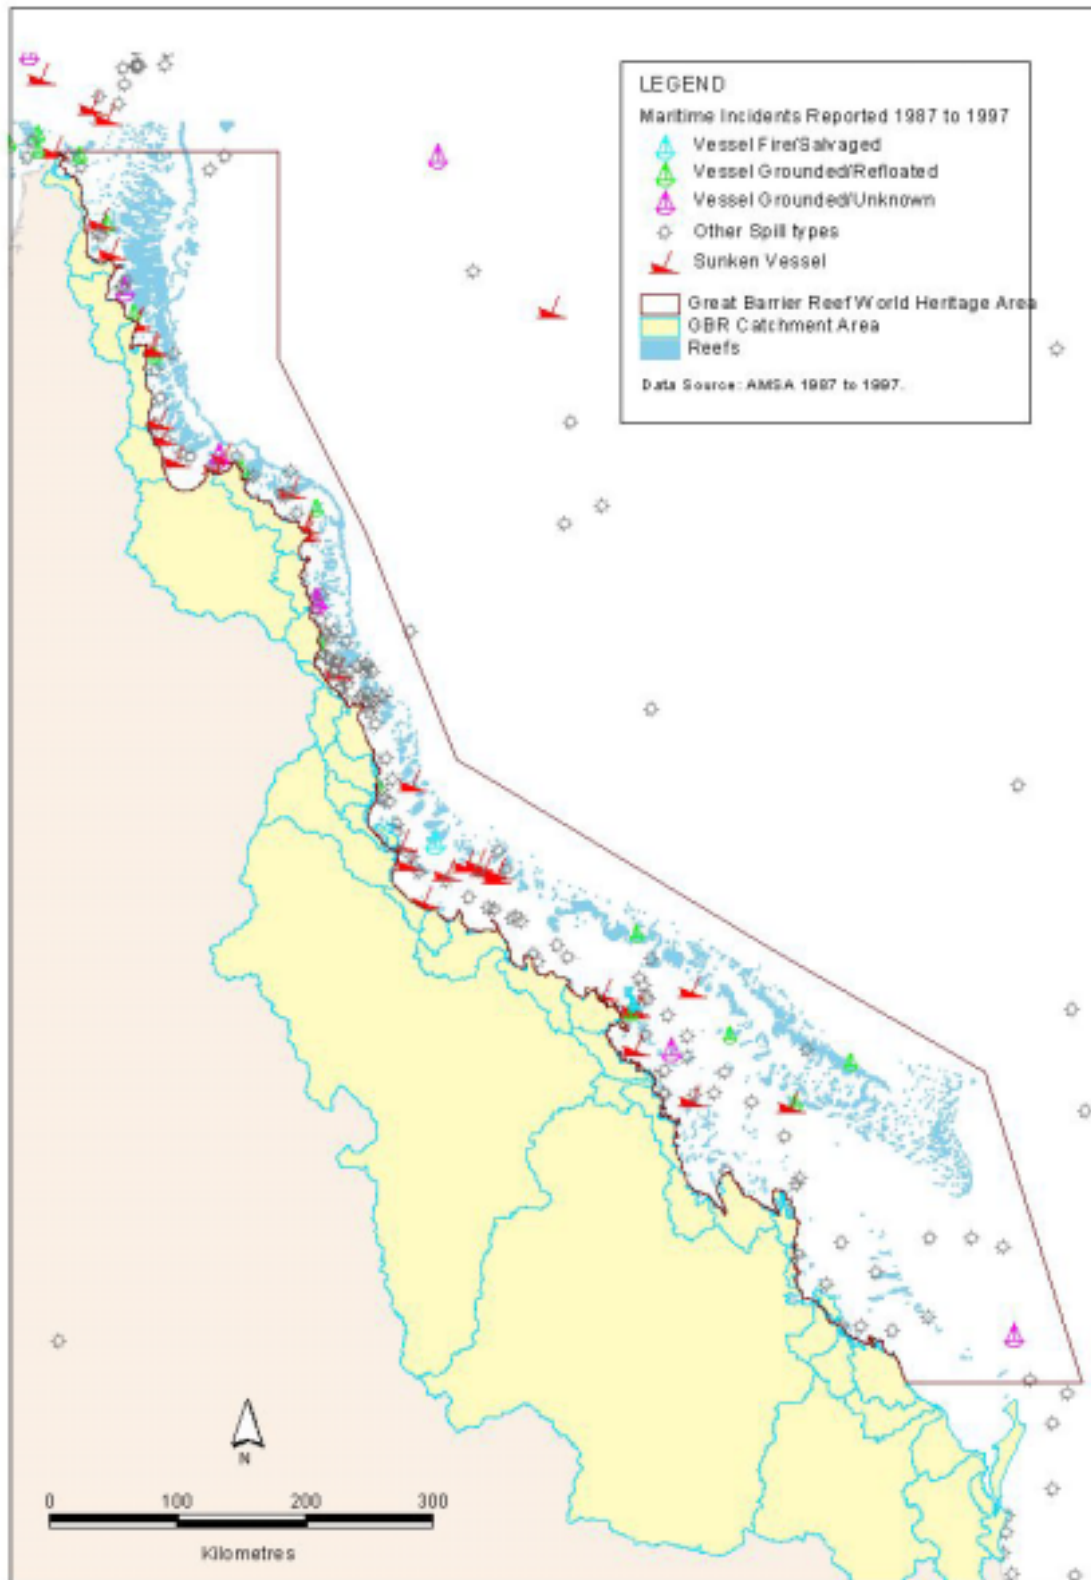 LEGEND
Maritime Incidents Reported 1987 to 1997
Vessel Fire/Salvaged
Vessel Grounded/Refloated
Vessel Grounded/Unknown
Other Spill types
Sunken Vessel
Great Barrier Reef World Heritage Area
GBR Catchment Area
Reefs
Data Source: AMSA 1987 to 1997.
N
0 100 200 300
Kilometres